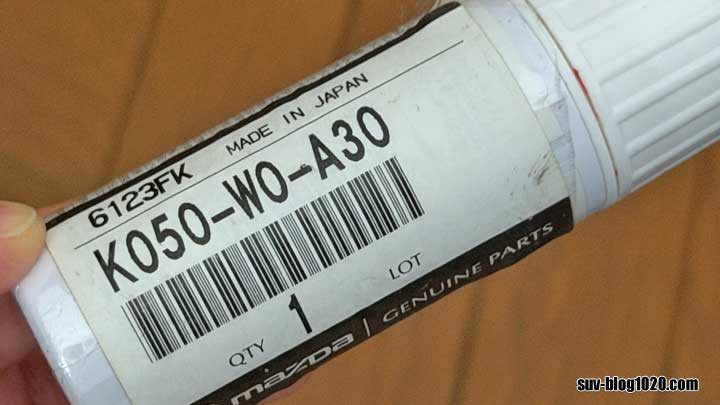 6123FK MADE IN JAPAN
K050-W0-A30
QTY 1 LOT
mazda | GENUINE PARTS
suv-blog1020.com